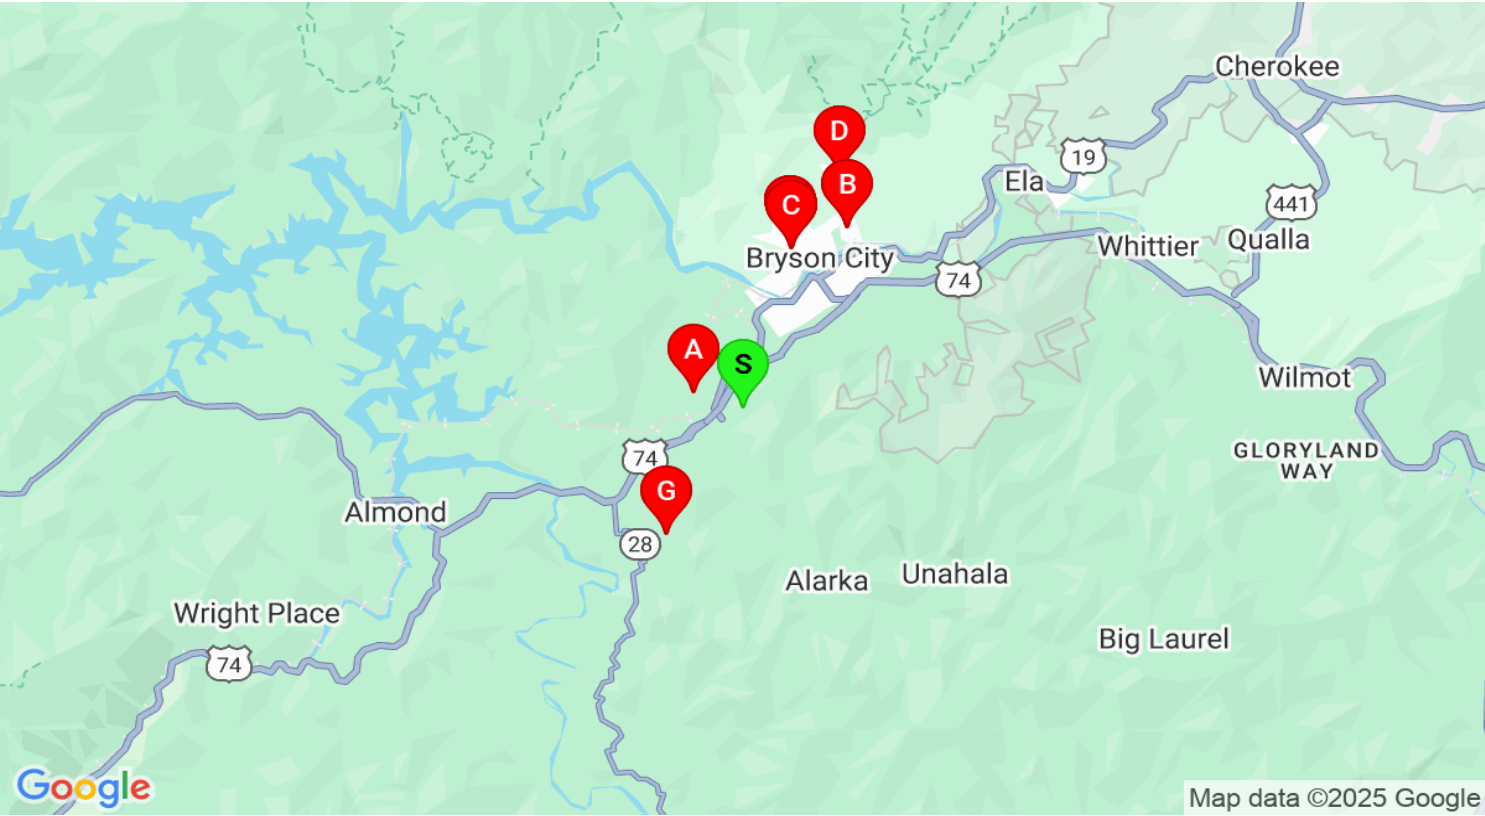 Cherokee
D
19
B
Ela
C
441
Bryson City
Whittier
Qualla
74
A
S
Wilmot
74
GLORYLAND
WAY
G
Almond
28
Alarka
Unahala
Wright Place
Big Laurel
74
Google
Map data ©2025 Google